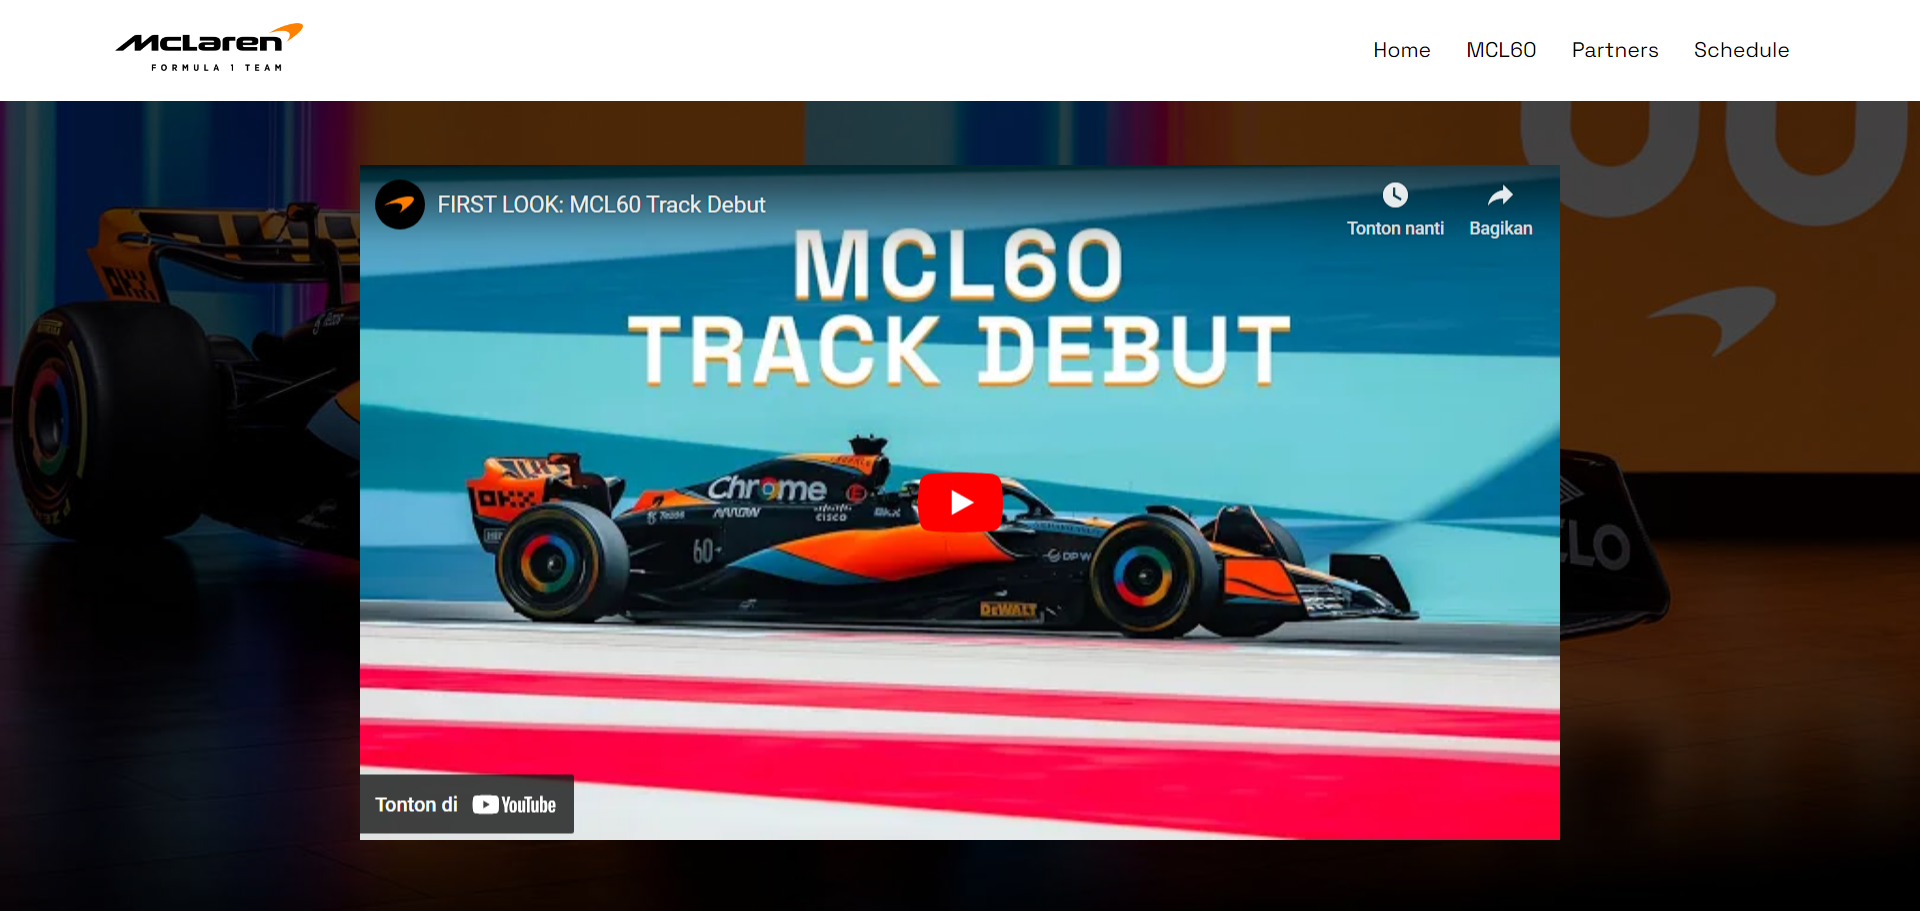 McLaren
FORMULA 1 TEAM
Home
MCL60
Partners
Schedule
FIRST LOOK: MCL60 Track Debut
Tonton nanti
Bagikan
MCL60
TRACK DEBUT
OKX
Chrome
ARROW
CISCO
60
DP W
DEWALT
LO
Tonton di YouTube